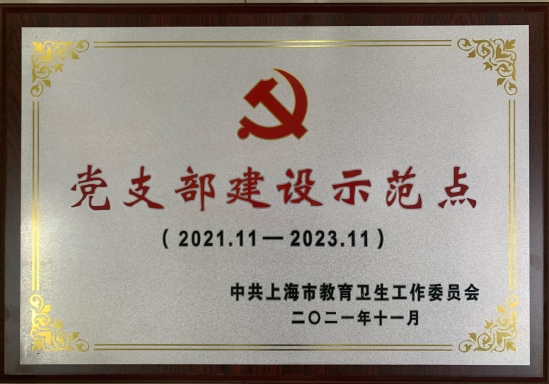 党支部建设示范点
(2021.11—2023.11)
中共上海市教育卫生工作委员会
二〇二一年十一月